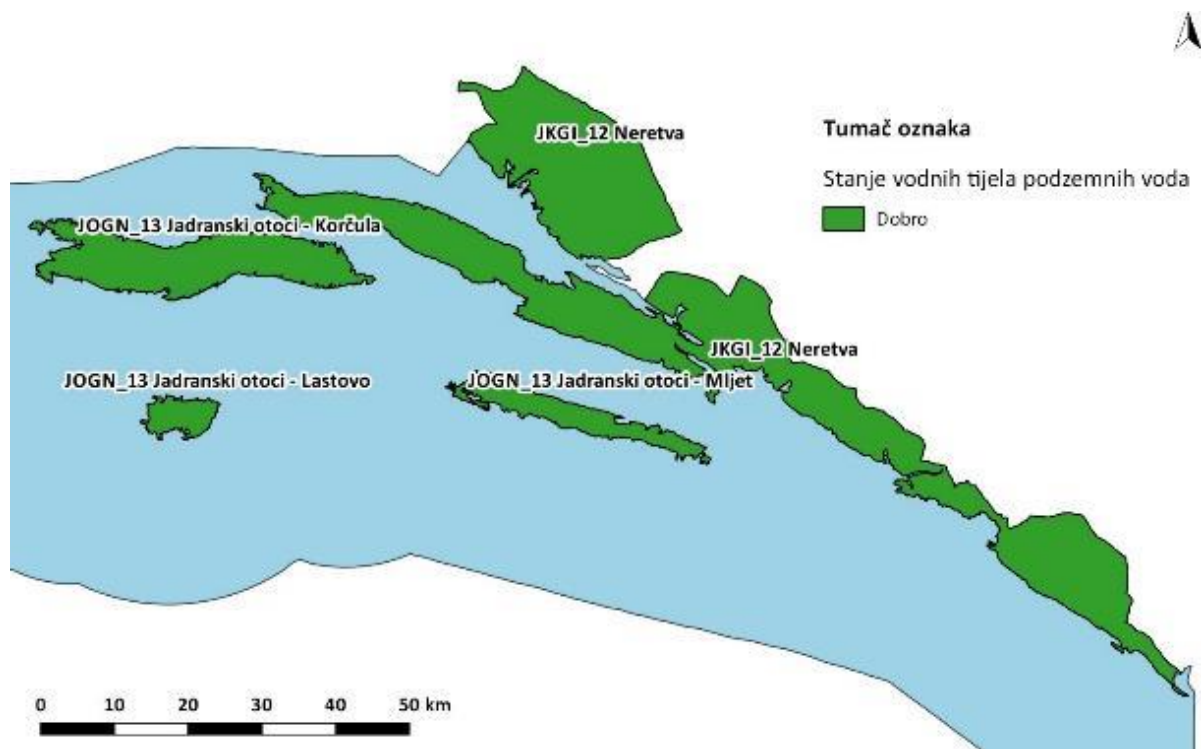 JKGI_12 Neretva
Tumač oznaka
Stanje vodnih tijela podzemnih voda
Dobro
JOGN_13 Jadranski otoci - Korčula
JKGI_12 Neretva
JOGN_13 Jadranski otoci - Lastovo
JOGN_13 Jadranski otoci - Mljet
0 10 20 30 40 50 km